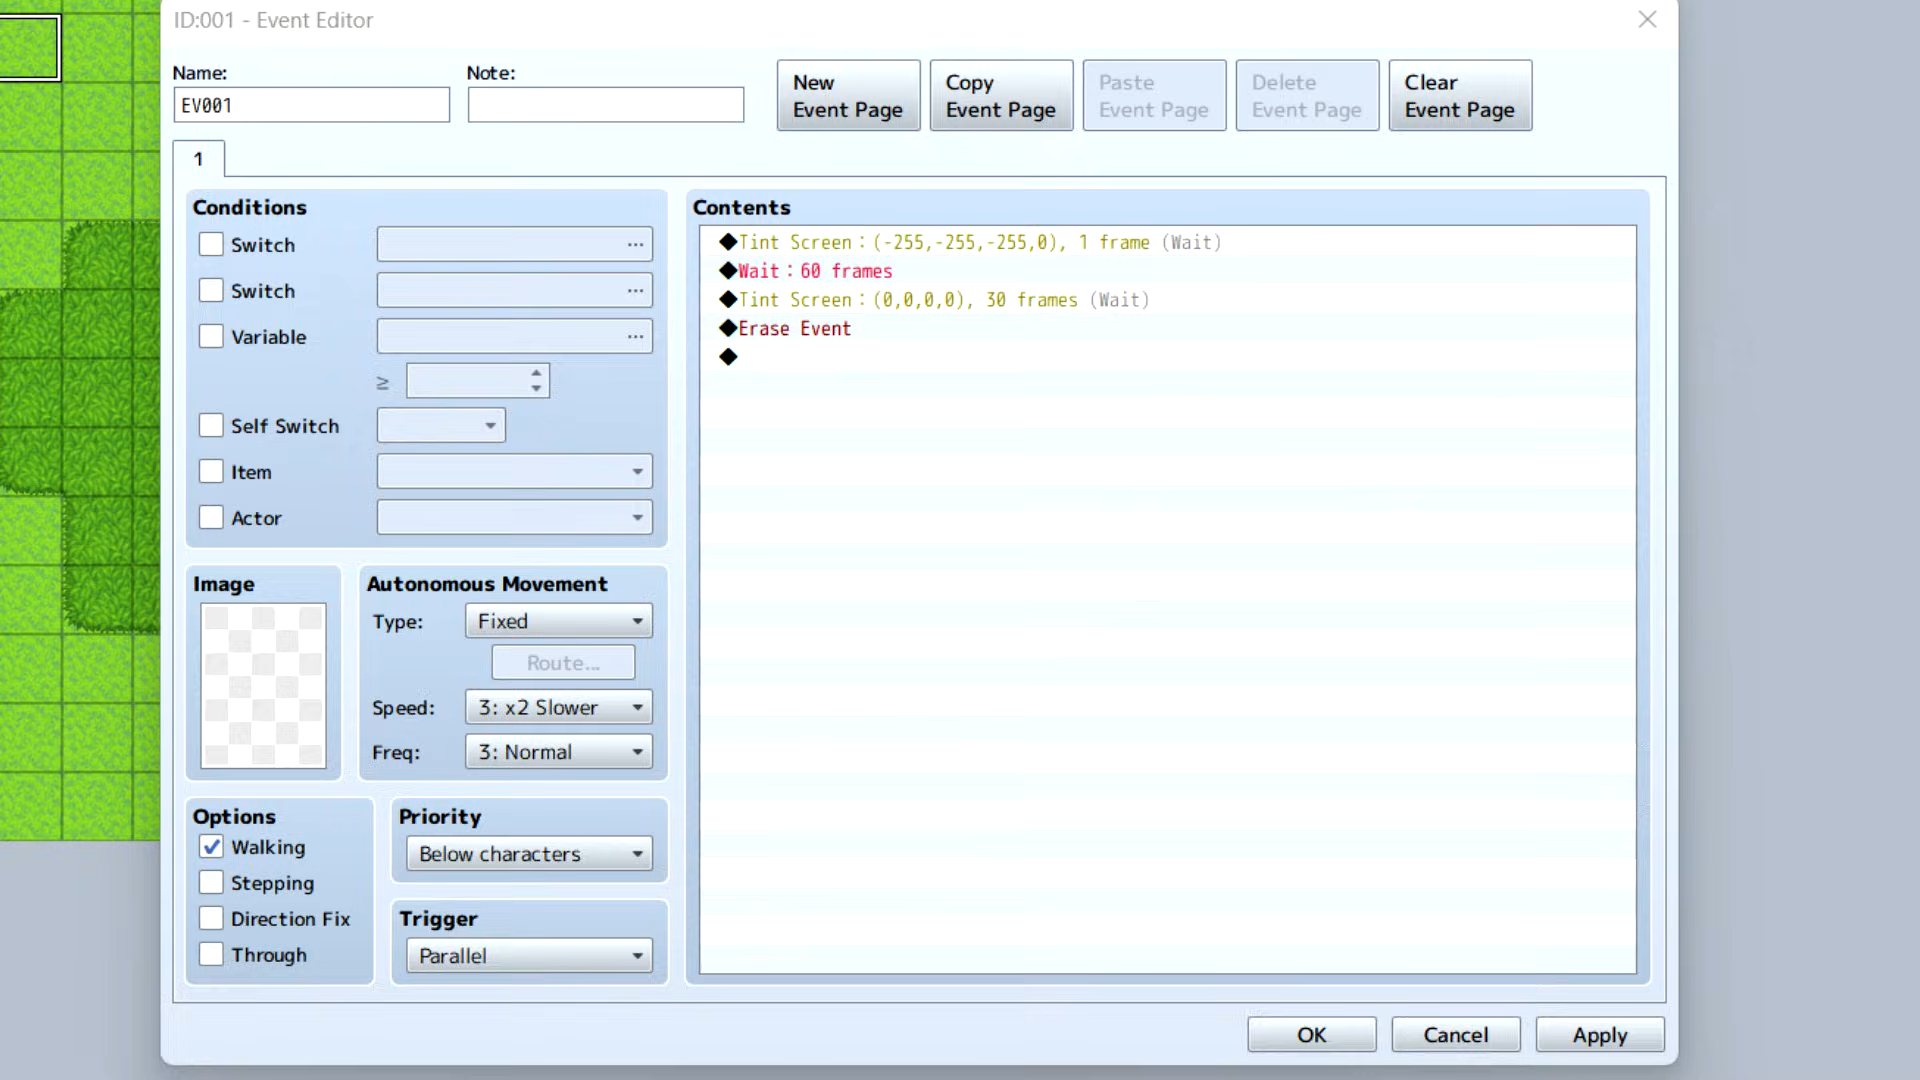 ID:001 - Event Editor
Name:
Note:
EV001
New
Event Page
Copy
Event Page
Paste
Event Page
Delete
Event Page
Clear
Event Page
1
Conditions
Switch
...
Switch
...
Variable
...
≥
Self Switch
Item
Actor
Image
Autonomous Movement
Type:
Fixed
Route...
Speed:
3: x2 Slower
Freq:
3: Normal
Options
Walking
Stepping
Direction Fix
Through
Priority
Below characters
Trigger
Parallel
Contents
◆Tint Screen：(-255,-255,-255,0), 1 frame (Wait)
◆Wait：60 frames
◆Tint Screen：(0,0,0,0), 30 frames (Wait)
◆Erase Event
◆
OK
Cancel
Apply